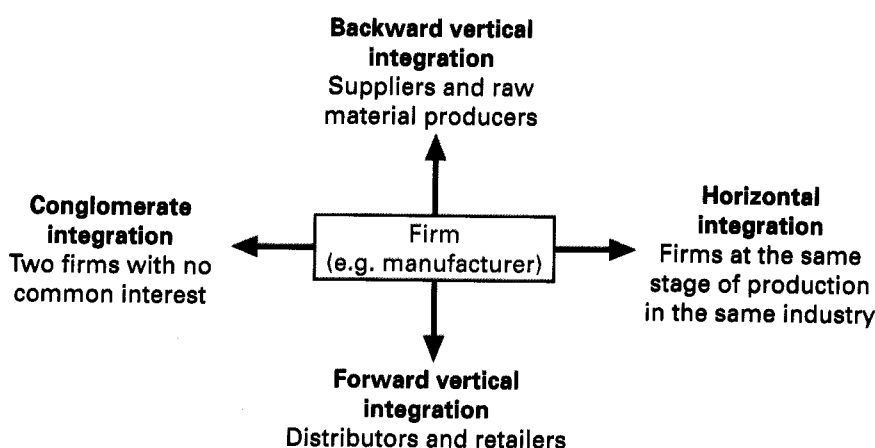 Backward vertical
integration
Suppliers and raw
material producers
Conglomerate
integration
Two firms with no
common interest
Firm
(e.g. manufacturer)
Horizontal
integration
Firms at the same
stage of production
in the same industry
Forward vertical
integration
Distributors and retailers